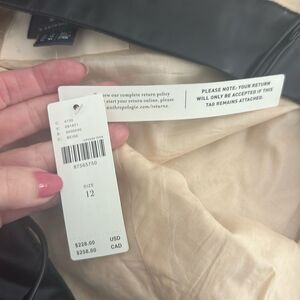 w our complete return policy
start your return online, please
anthropologie.com/returns.
PLEASE NOTE: YOUR RETURN
WILL ONLY BE ACCEPTED IF THIS
TAG REMAINS ATTACHED.
SIZE
12
$228.00 USD
$258.00 CAD